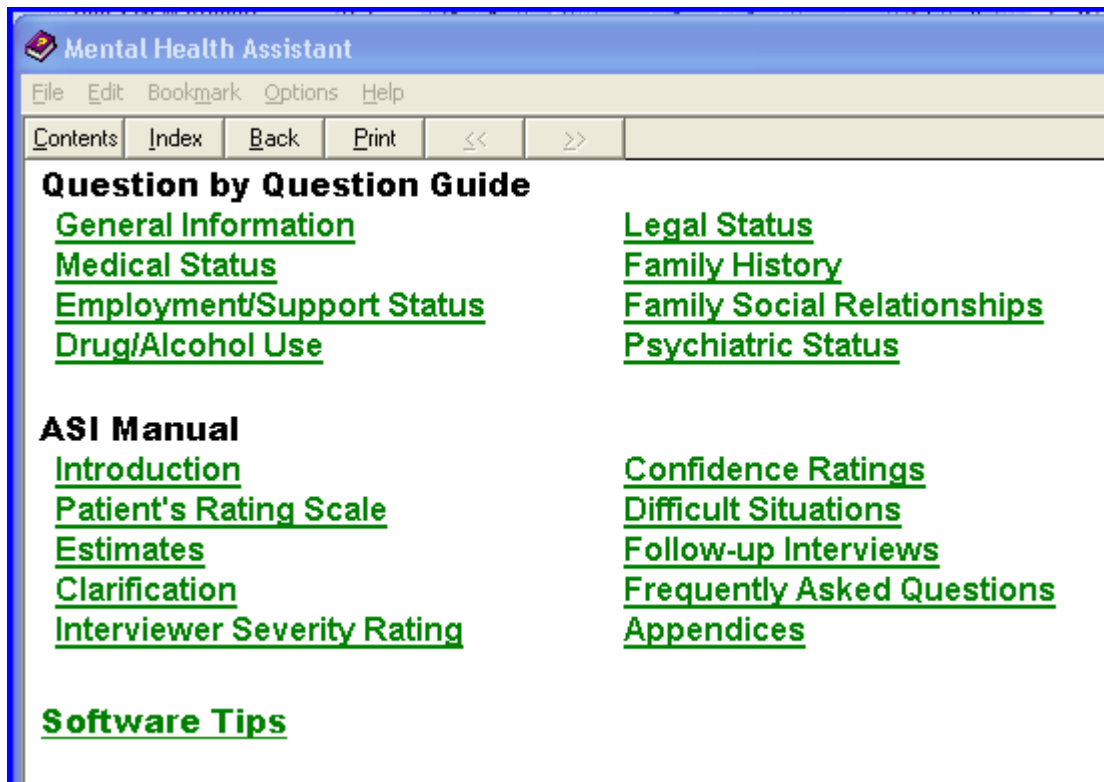 Mental Health Assistant
File Edit Bookmark Options Help
Contents Index Back Print << >>
Question by Question Guide
General Information Legal Status
Medical Status Family History
Employment/Support Status Family Social Relationships
Drug/Alcohol Use Psychiatric Status
ASI Manual
Introduction Confidence Ratings
Patient's Rating Scale Difficult Situations
Estimates Follow-up Interviews
Clarification Frequently Asked Questions
Interviewer Severity Rating Appendices
Software Tips